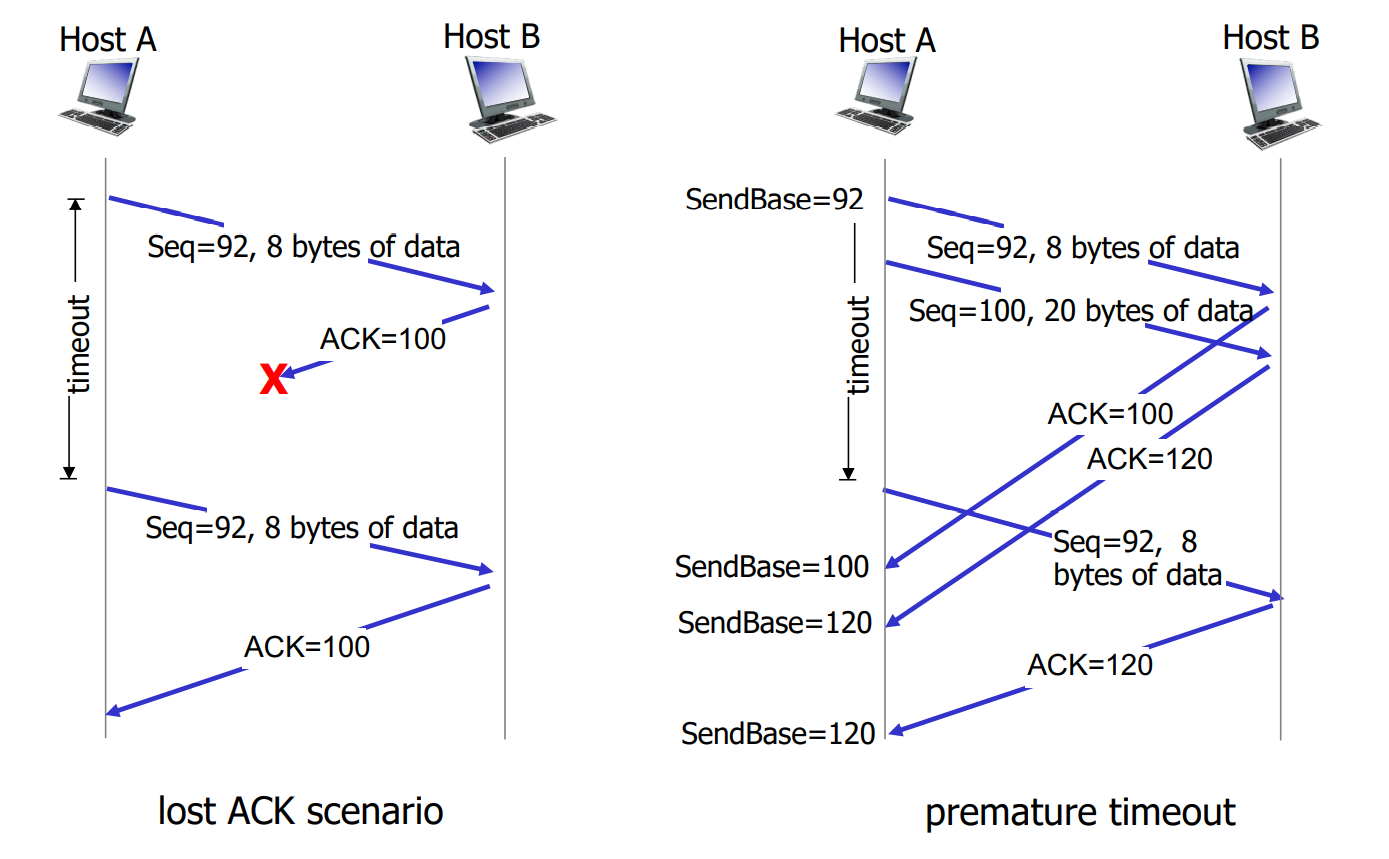 Host A
Host B
Seq=92, 8 bytes of data
timeout
ACK=100
X
Seq=92, 8 bytes of data
ACK=100
lost ACK scenario
Host A
Host B
SendBase=92
Seq=92, 8 bytes of data
Seq=100, 20 bytes of data
timeout
ACK=100
ACK=120
Seq=92, 8
bytes of data
SendBase=100
SendBase=120
ACK=120
SendBase=120
premature timeout